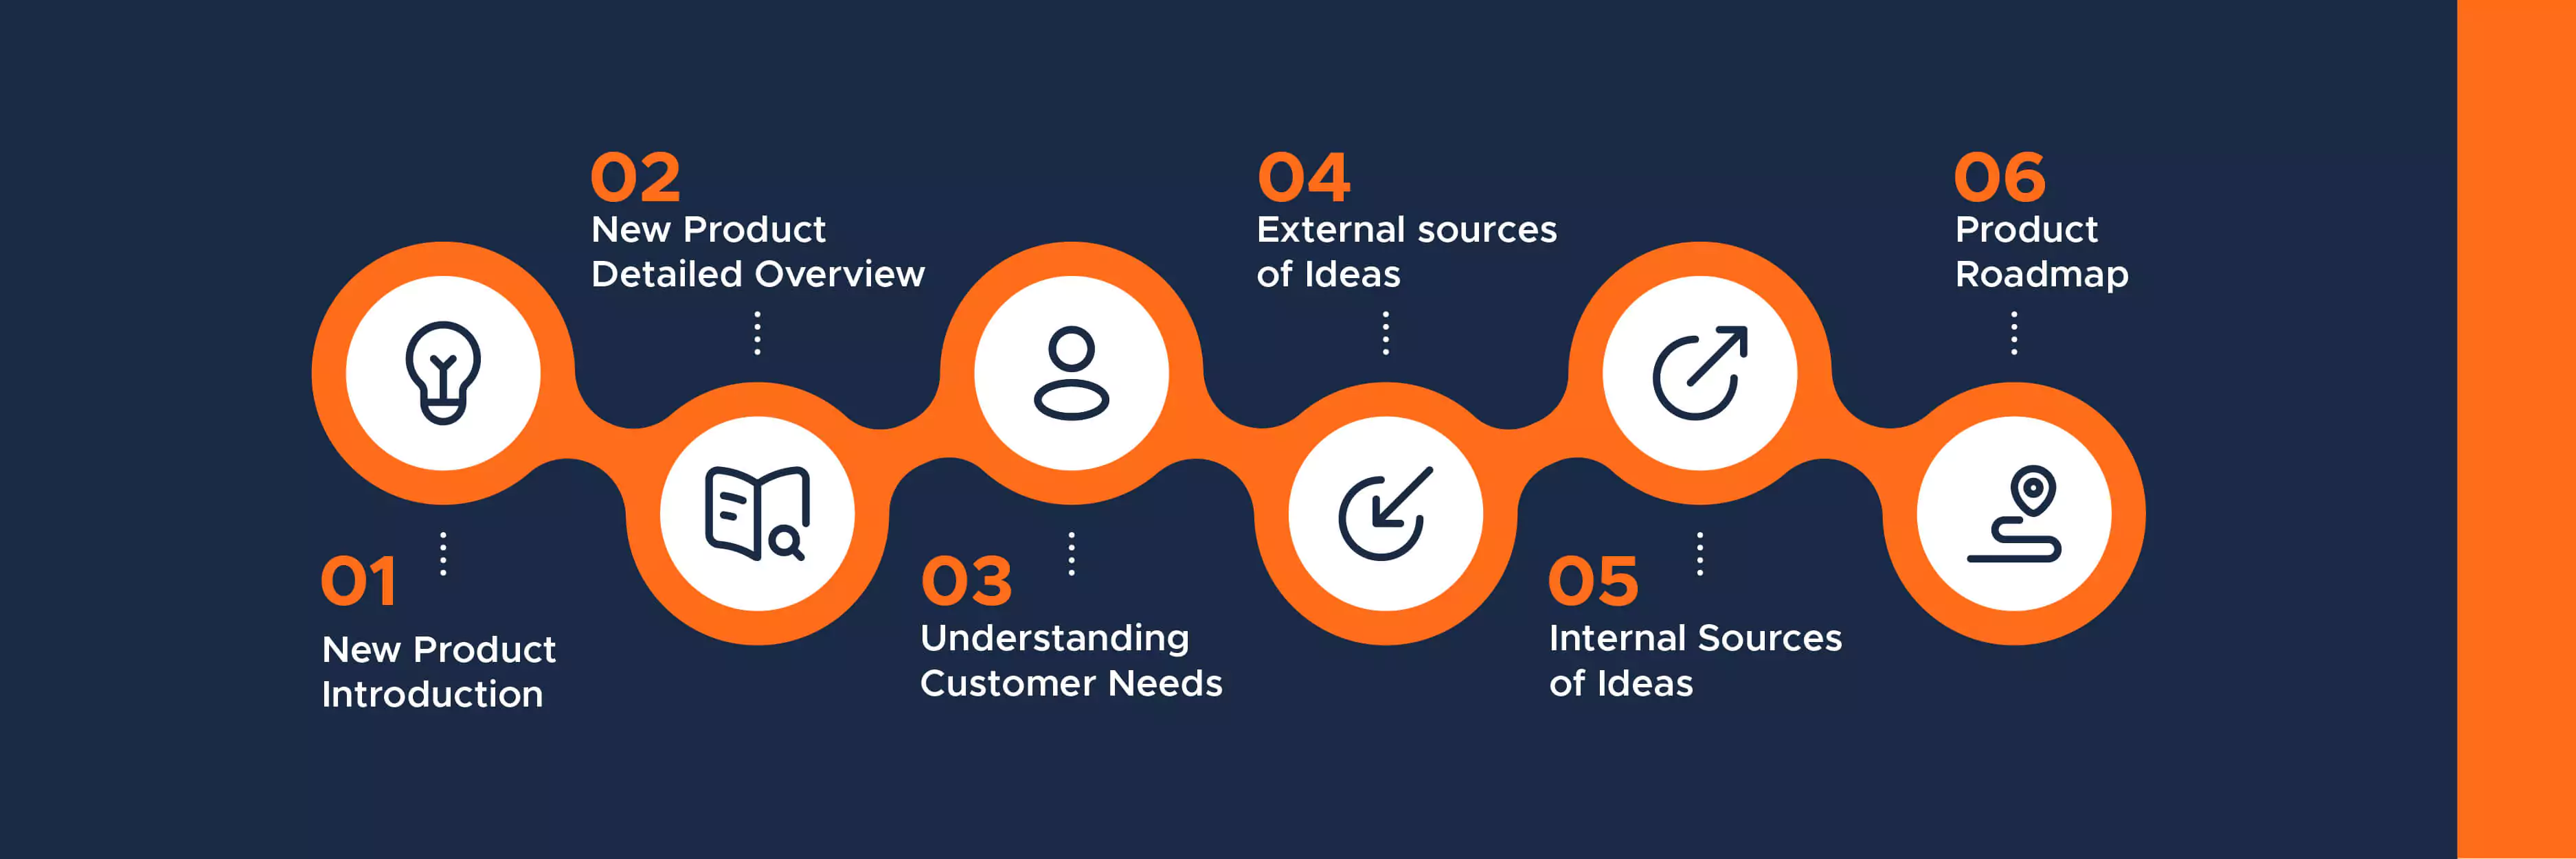 01
New Product
Introduction
02
New Product
Detailed Overview
03
Understanding
Customer Needs
04
External sources
of Ideas
05
Internal Sources
of Ideas
06
Product
Roadmap